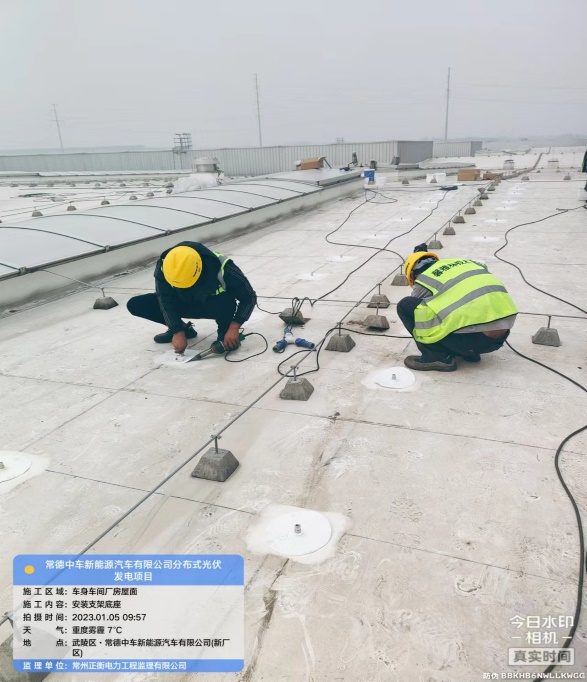 常德中车新能源汽车有限公司分布式光伏
发电项目
施工区域：车身车间厂房屋面
施工内容：安装支架底座
拍摄时间：2023.01.05 09:57
天 气：重度雾霾 7℃
地 点：武陵区·常德中车新能源汽车有限公司(新厂
区)
监理单位：常州正衡电力工程监理有限公司
今日水印
相机
真实时间
防伪 BBKHB6NWLLKWGE